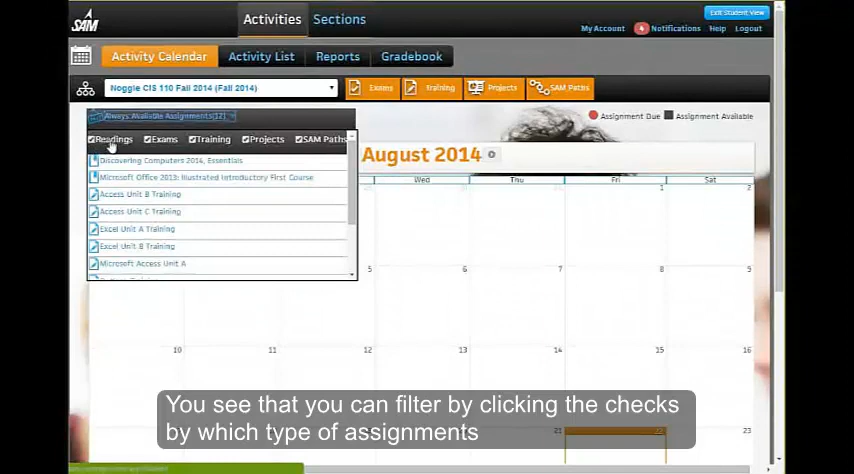 SAM
Activities Sections
Exit Student View
My Account Notifications Help Logout
Activity Calendar Activity List Reports Gradebook
Noggle CIS 110 Fall 2014 (Fall 2014) Exams Training Projects SAM Paths
Always Available Assignments(12)
Assignment Due Assignment Available
Readings Exams Training Projects SAM Paths
Discovering Computers 2014, Essentials
Microsoft Office 2013: Illustrated Introductory First Course
Access Unit B Training
Access Unit C Training
Excel Unit A Training
Excel Unit B Training
Microsoft Access Unit A
August 2014
Wed Thu Fri Sat
1 2
5 6 7 8 9
10 11 12 13 14 15 16
21 22 23
You see that you can filter by clicking the checks
by which type of assignments